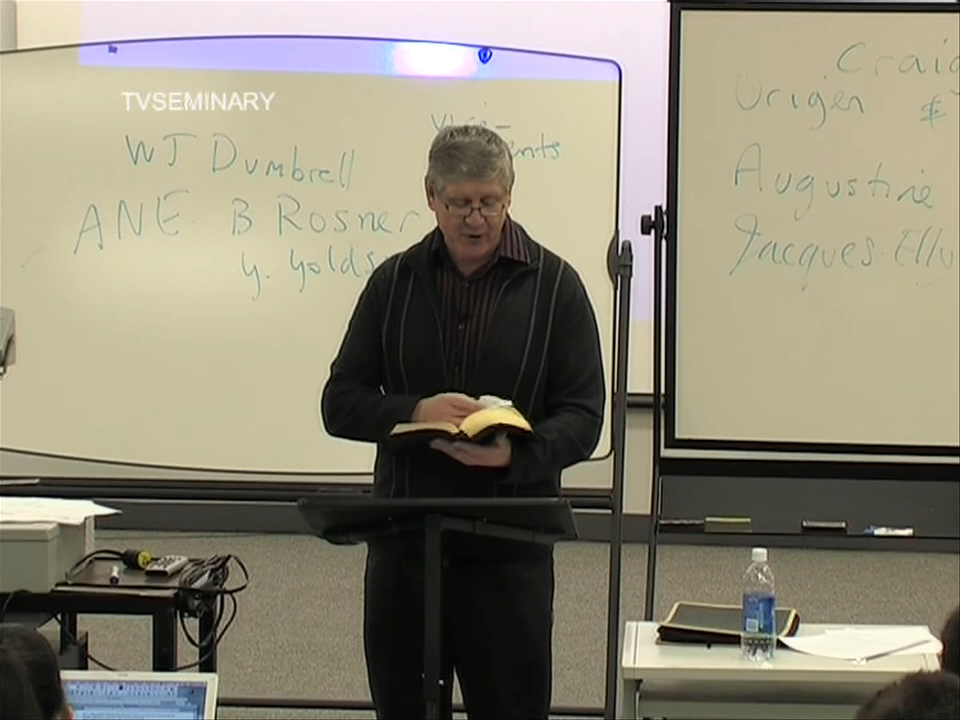 TVSEMINARY
WJ Dumbrell
ANE B Rosner
Craig
Origen &
Augustine
Jacques Ellu